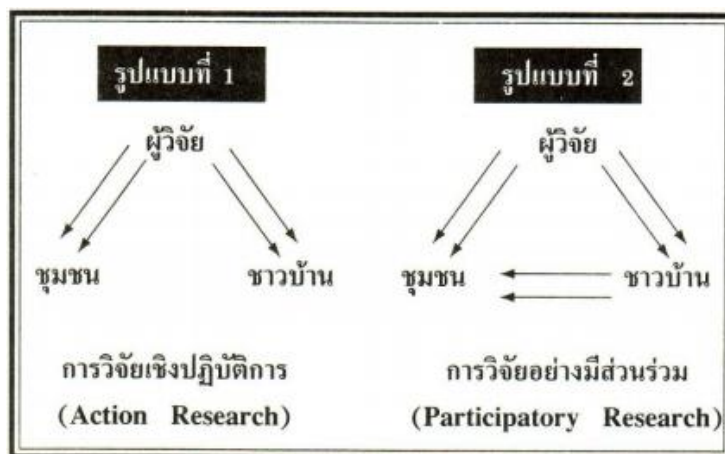 รูปแบบที่ 1
ผู้วิจัย
ชุมชน
ชาวบ้าน
การวิจัยเชิงปฏิบัติการ
(Action Research)
รูปแบบที่ 2
ผู้วิจัย
ชุมชน
ชาวบ้าน
การวิจัยอย่างมีส่วนร่วม
(Participatory Research)